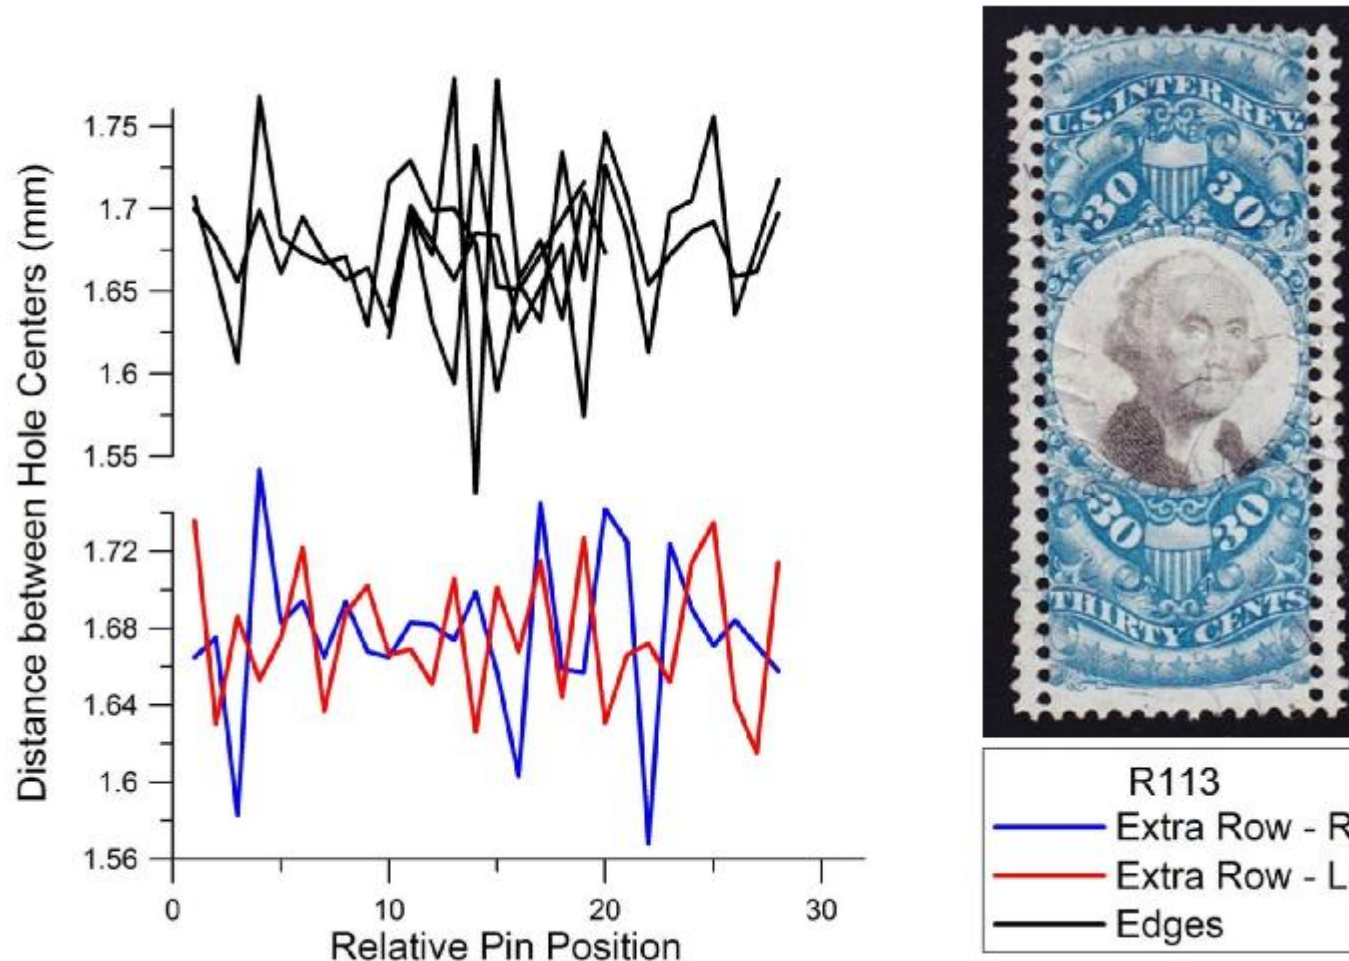 Distance between Hole Centers (mm)
1.75
1.7
1.65
1.6
1.55
1.72
1.68
1.64
1.6
1.56
0
10
20
30
Relative Pin Position
U.S. INTER. REV.
30 30
30 30
THIRTY CENTS
R113
Extra Row - R
Extra Row - L
Edges